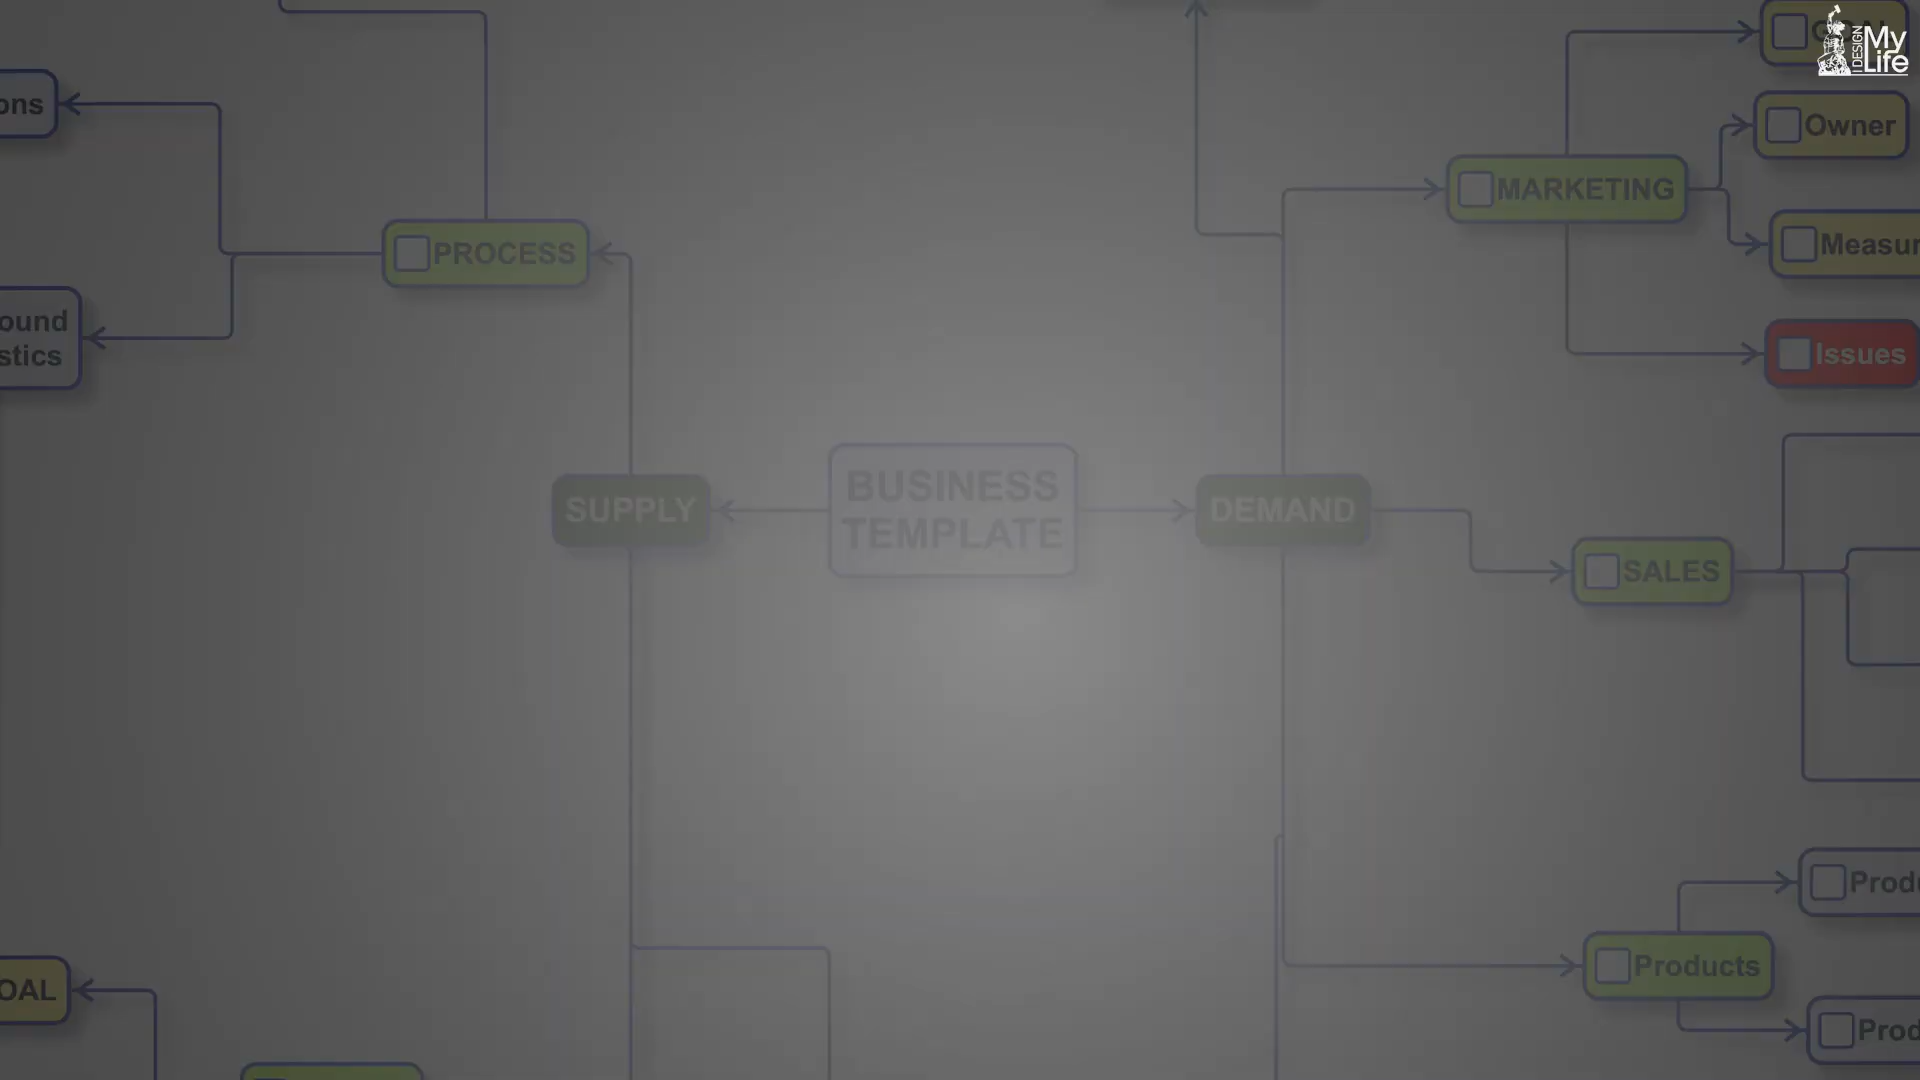 I DESIGN
My
Life
ons
Owner
MARKETING
Measur
PROCESS
ound
stics
Issues
BUSINESS
TEMPLATE
SUPPLY
DEMAND
SALES
Produ
Products
OAL
Prod